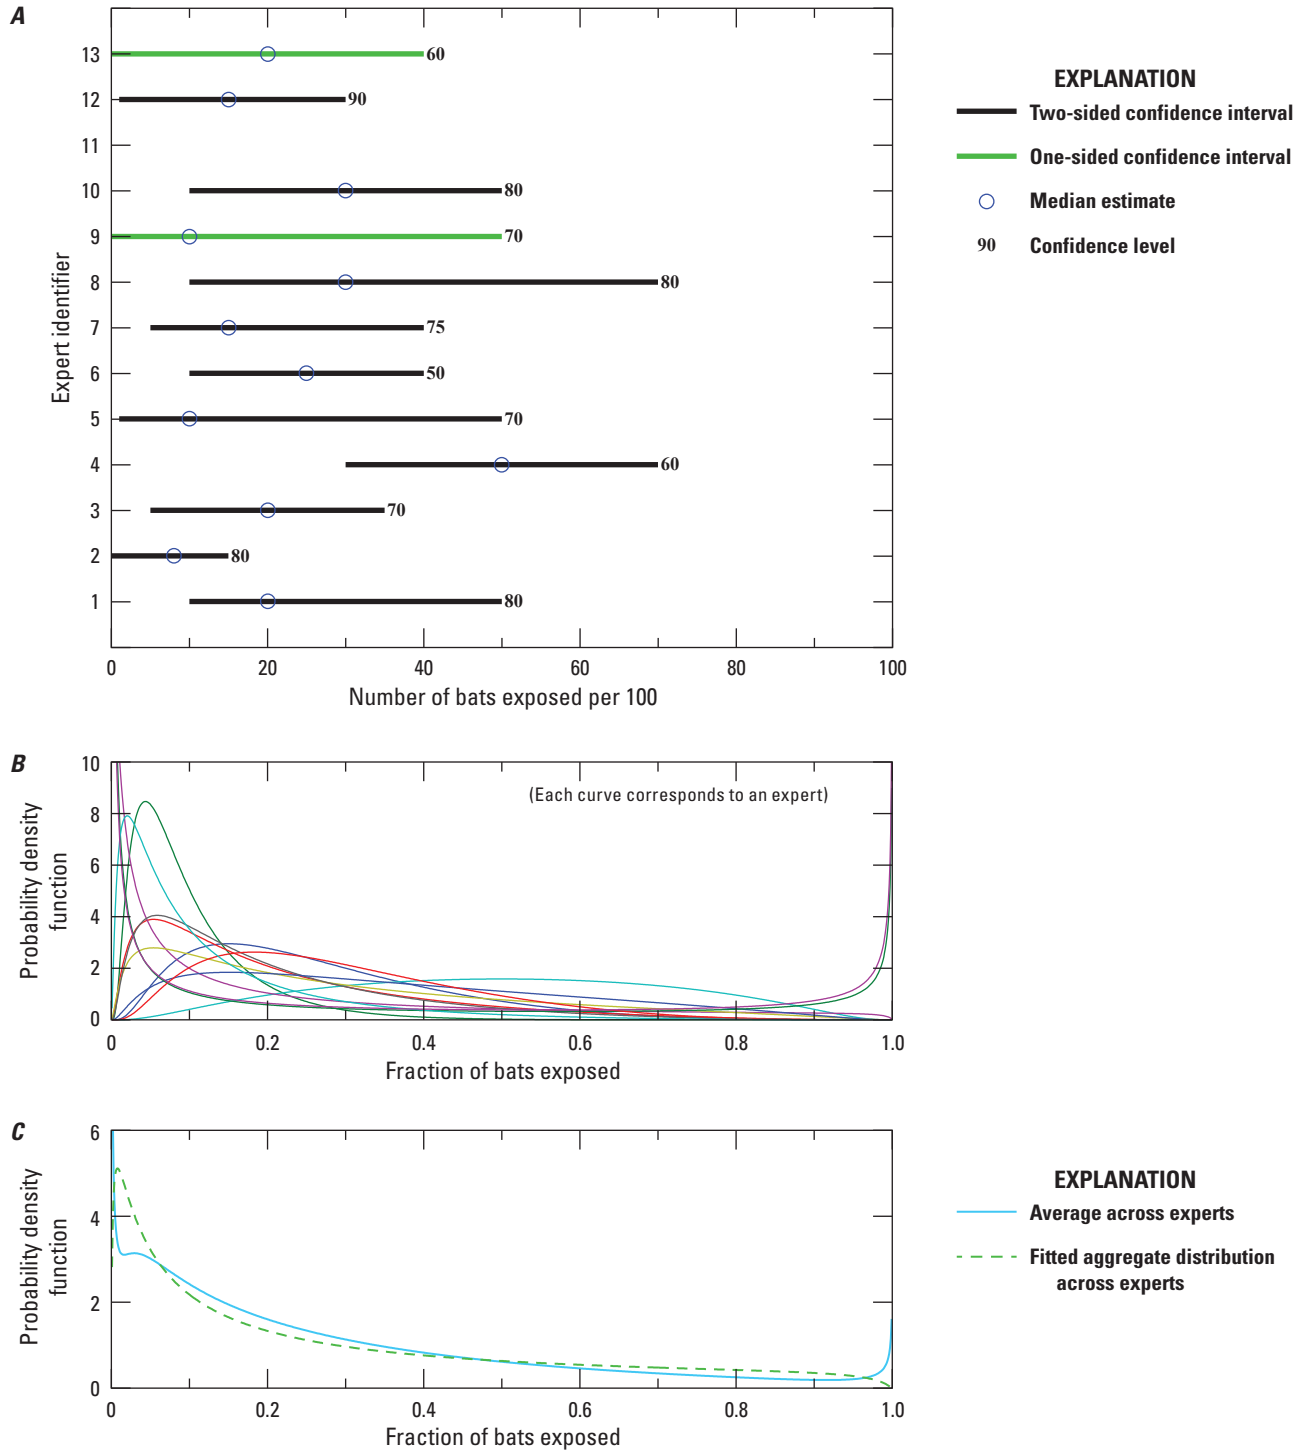 A
13
12
11
10
9
8
7
6
5
4
3
2
1
Expert identifier
60
90
80
70
80
75
50
70
60
70
80
80
0 20 40 60 80 100
Number of bats exposed per 100
EXPLANATION
Two-sided confidence interval
One-sided confidence interval
Median estimate
90 Confidence level
B
10
8
6
4
2
0
Probability density
function
(Each curve corresponds to an expert)
0 0.2 0.4 0.6 0.8 1.0
Fraction of bats exposed
C
6
4
2
0
Probability density
function
0 0.2 0.4 0.6 0.8 1.0
Fraction of bats exposed
EXPLANATION
Average across experts
Fitted aggregate distribution
across experts